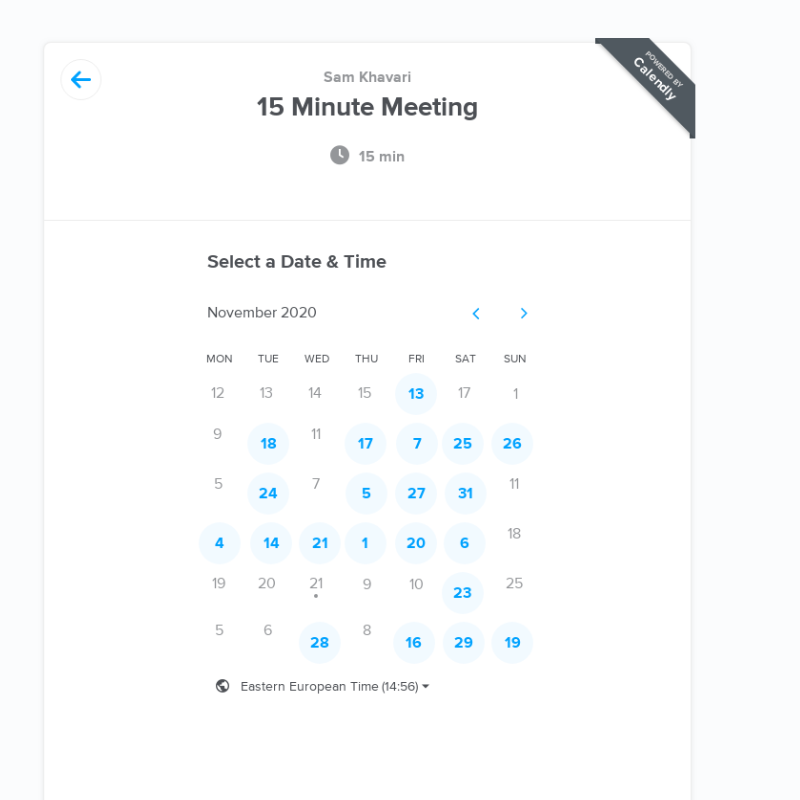 POWERED BY
Calendly
Sam Khavari
15 Minute Meeting
15 min
Select a Date & Time
November 2020
MON TUE WED THU FRI SAT SUN
12 13 14 15 13 17 1
9 18 11 17 7 25 26
5 24 7 5 27 31 11
4 14 21 1 20 6 18
19 20 21 9 10 23 25
5 6 28 8 16 29 19
Eastern European Time (14:56)